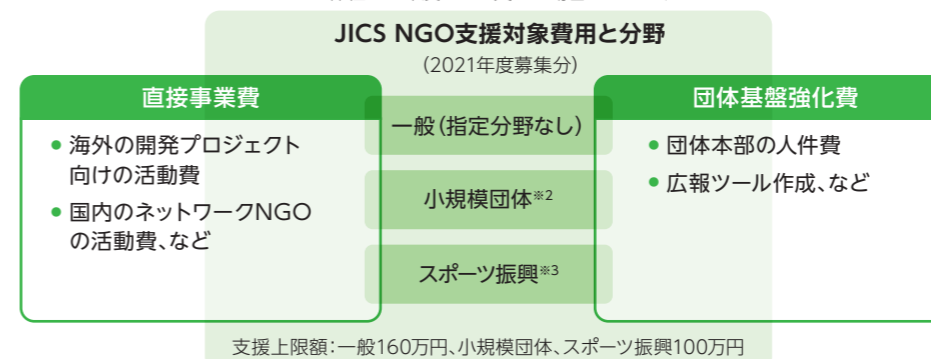 JICS NGO支援対象費用と分野
(2021年度募集分)
直接事業費
● 海外の開発プロジェクト
向けの活動費
● 国内のネットワークNGO
の活動費、など
一般(指定分野なし)
小規模団体※2
スポーツ振興※3
団体基盤強化費
● 団体本部の人件費
● 広報ツール作成、など
支援上限額:一般160万円、小規模団体、スポーツ振興100万円